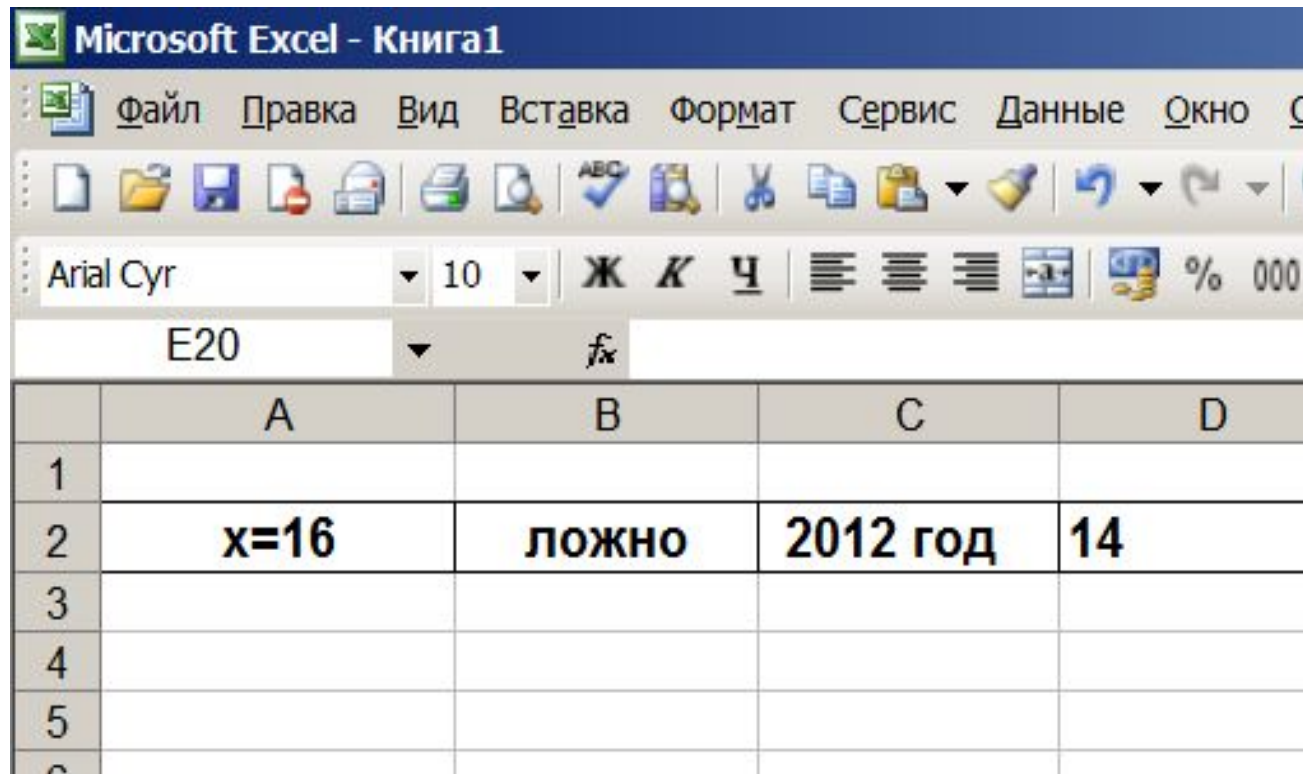 Microsoft Excel - Книга1
Файл Правка Вид Вставка Формат Сервис Данные Окно
ABC
Arial Cyr 10 Ж К Ч % 000
E20 fx
A B C D
1
2 x=16 ложно 2012 год 14
3
4
5